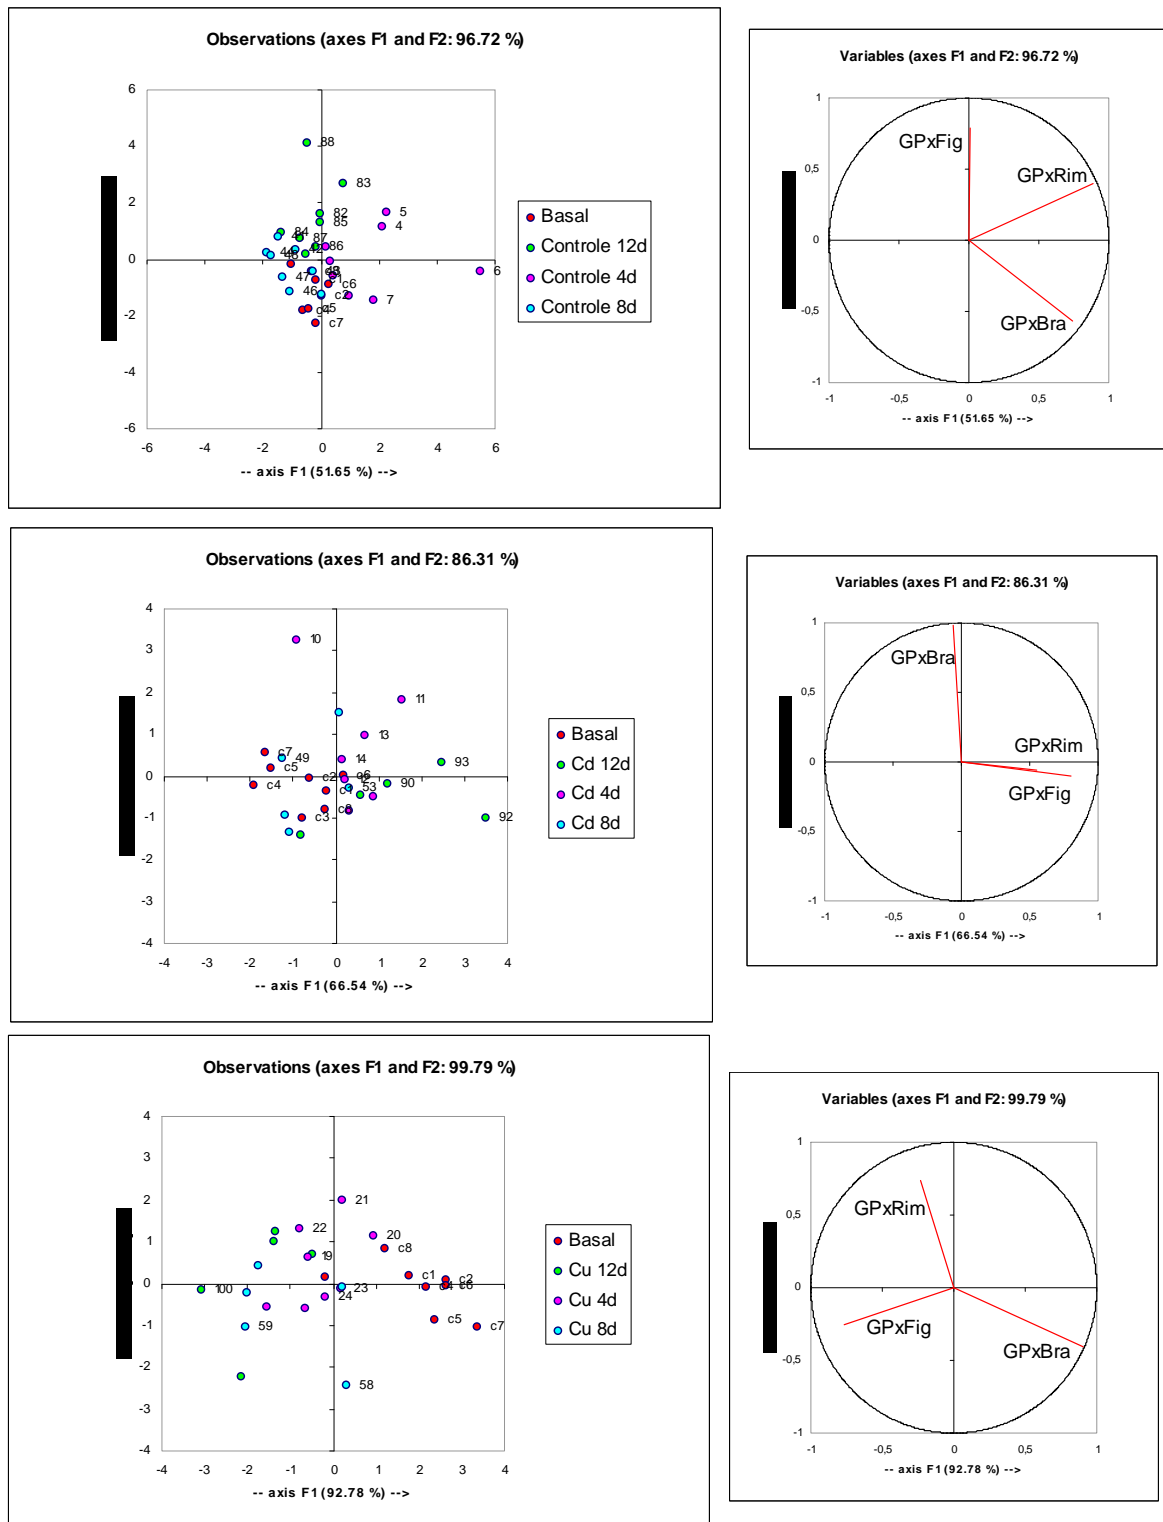 Observations (axes F1 and F2: 96.72 %)
6
4
2
0
-2
-4
-6
88
83
82
85
5
4
84
87
86
42
47
46
6
7
c1
c6
c2
c5
c4
c7
-6
-4
-2
0
2
4
6
-- axis F1 (51.65 %) -->
Basal
Controle 12d
Controle 4d
Controle 8d
Variables (axes F1 and F2: 96.72 %)
1
0,5
0
-0,5
-1
GPxFig
GPxRim
GPxBra
-1
-0,5
0
0,5
1
-- axis F1 (51.65 %) -->
Observations (axes F1 and F2: 86.31 %)
4
3
2
1
0
-1
-2
-3
-4
10
11
13
c7
49
14
c5
c2
c6
12
93
c4
c1
53
90
c3
c8
92
-4
-3
-2
-1
0
1
2
3
4
-- axis F1 (66.54 %) -->
Basal
Cd 12d
Cd 4d
Cd 8d
Variables (axes F1 and F2: 86.31 %)
1
0,5
0
-0,5
-1
GPxBra
GPxRim
GPxFig
-1
-0,5
0
0,5
1
-- axis F1 (66.54 %) -->
Observations (axes F1 and F2: 99.79 %)
4
3
2
1
0
-1
-2
-3
-4
21
22
20
19
c8
c1
c2
100
23
c4
c6
24
59
c5
c7
58
-4
-3
-2
-1
0
1
2
3
4
-- axis F1 (92.78 %) -->
Basal
Cu 12d
Cu 4d
Cu 8d
Variables (axes F1 and F2: 99.79 %)
1
0,5
0
-0,5
-1
GPxRim
GPxFig
GPxBra
-1
-0,5
0
0,5
1
-- axis F1 (92.78 %) -->